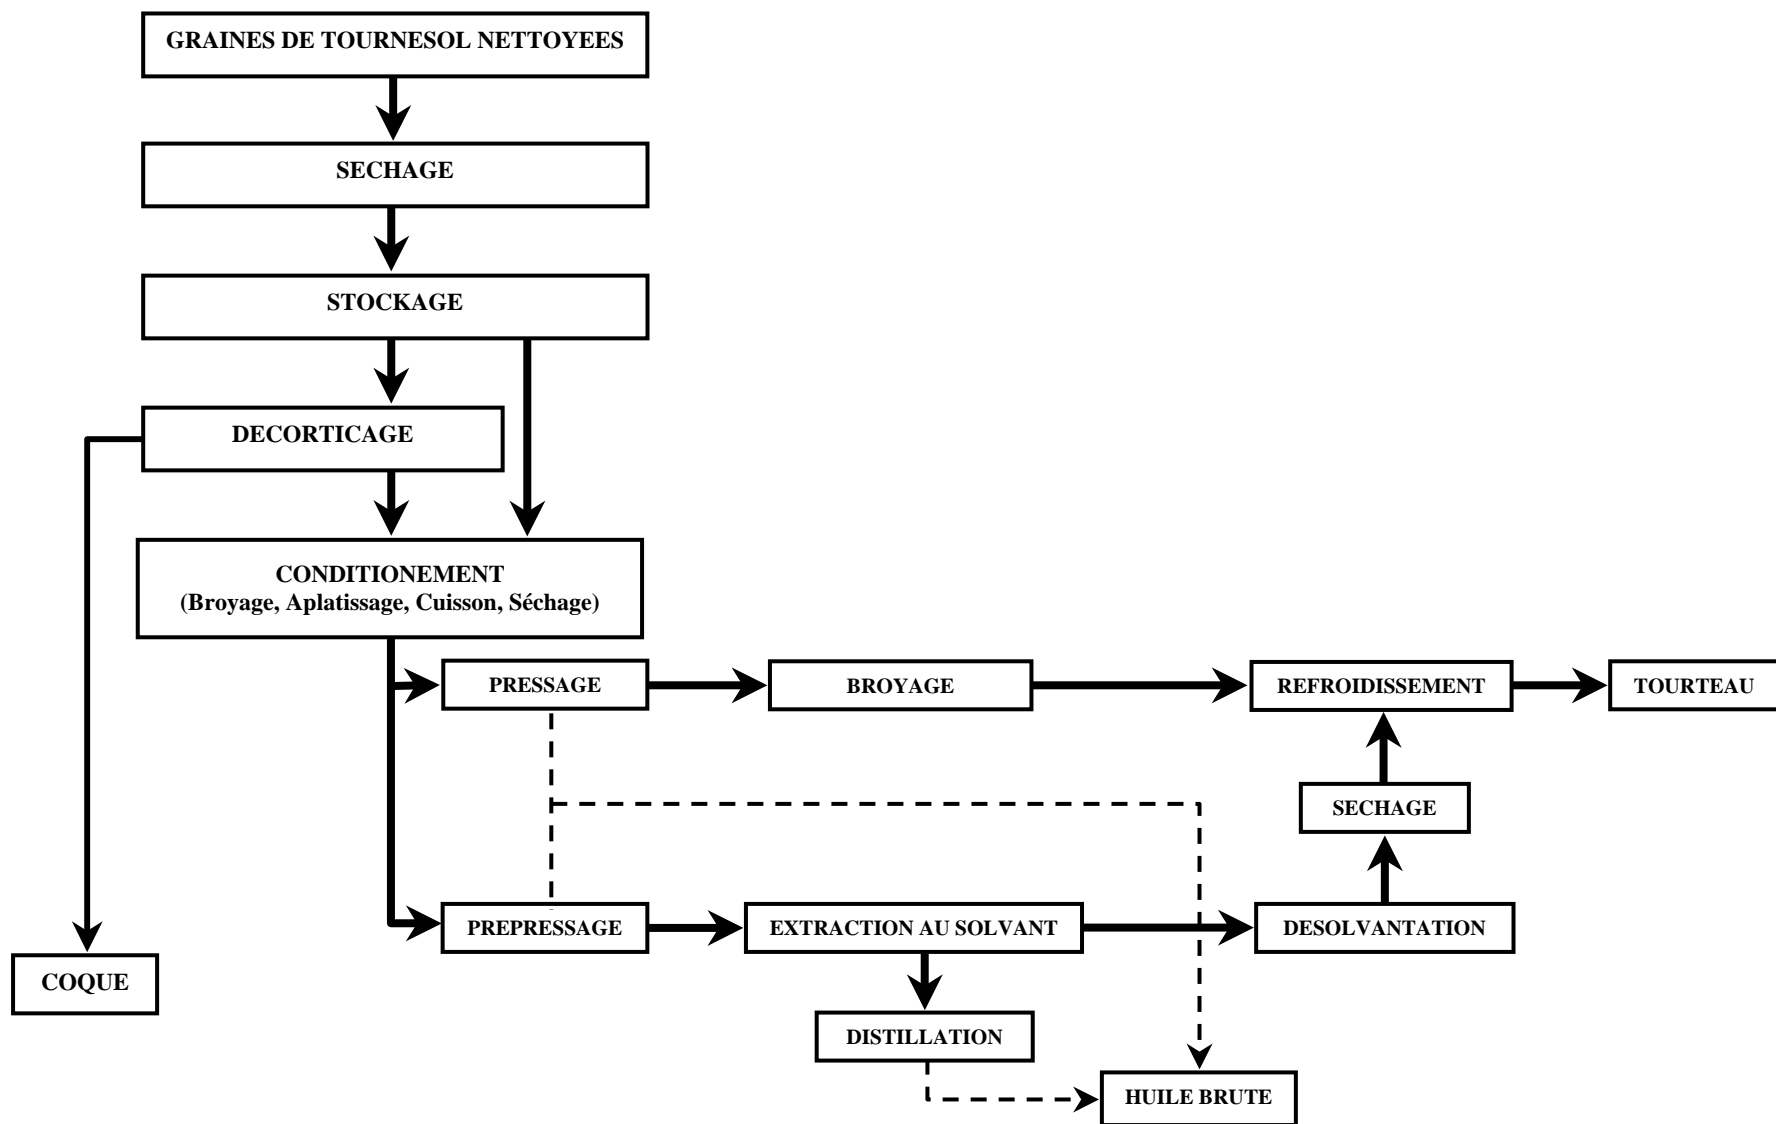 GRAINES DE TOURNESOL NETTOYEES
SECHAGE
STOCKAGE
DECORTICAGE
CONDITIONEMENT
(Broyage, Aplatissage, Cuisson, Séchage)
PRESSAGE
BROYAGE
REFROIDISSEMENT
TOURTEAU
SECHAGE
PREPRESSAGE
EXTRACTION AU SOLVANT
DESOLVANTATION
COQUE
DISTILLATION
HUILE BRUTE